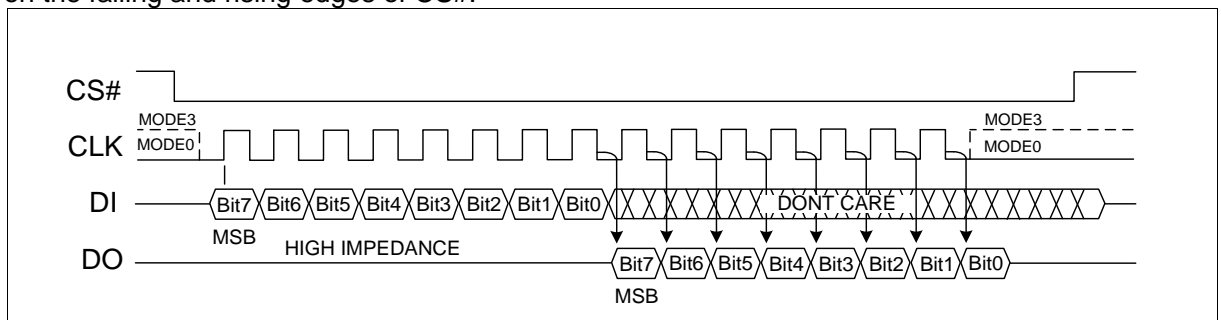 on the falling and rising edges of CS#.
CS#
MODE3 MODE3
CLK MODE0 MODE0
DI Bit7 Bit6 Bit5 Bit4 Bit3 Bit2 Bit1 Bit0 DONT CARE
MSB
DO HIGH IMPEDANCE Bit7 Bit6 Bit5 Bit4 Bit3 Bit2 Bit1 Bit0
MSB